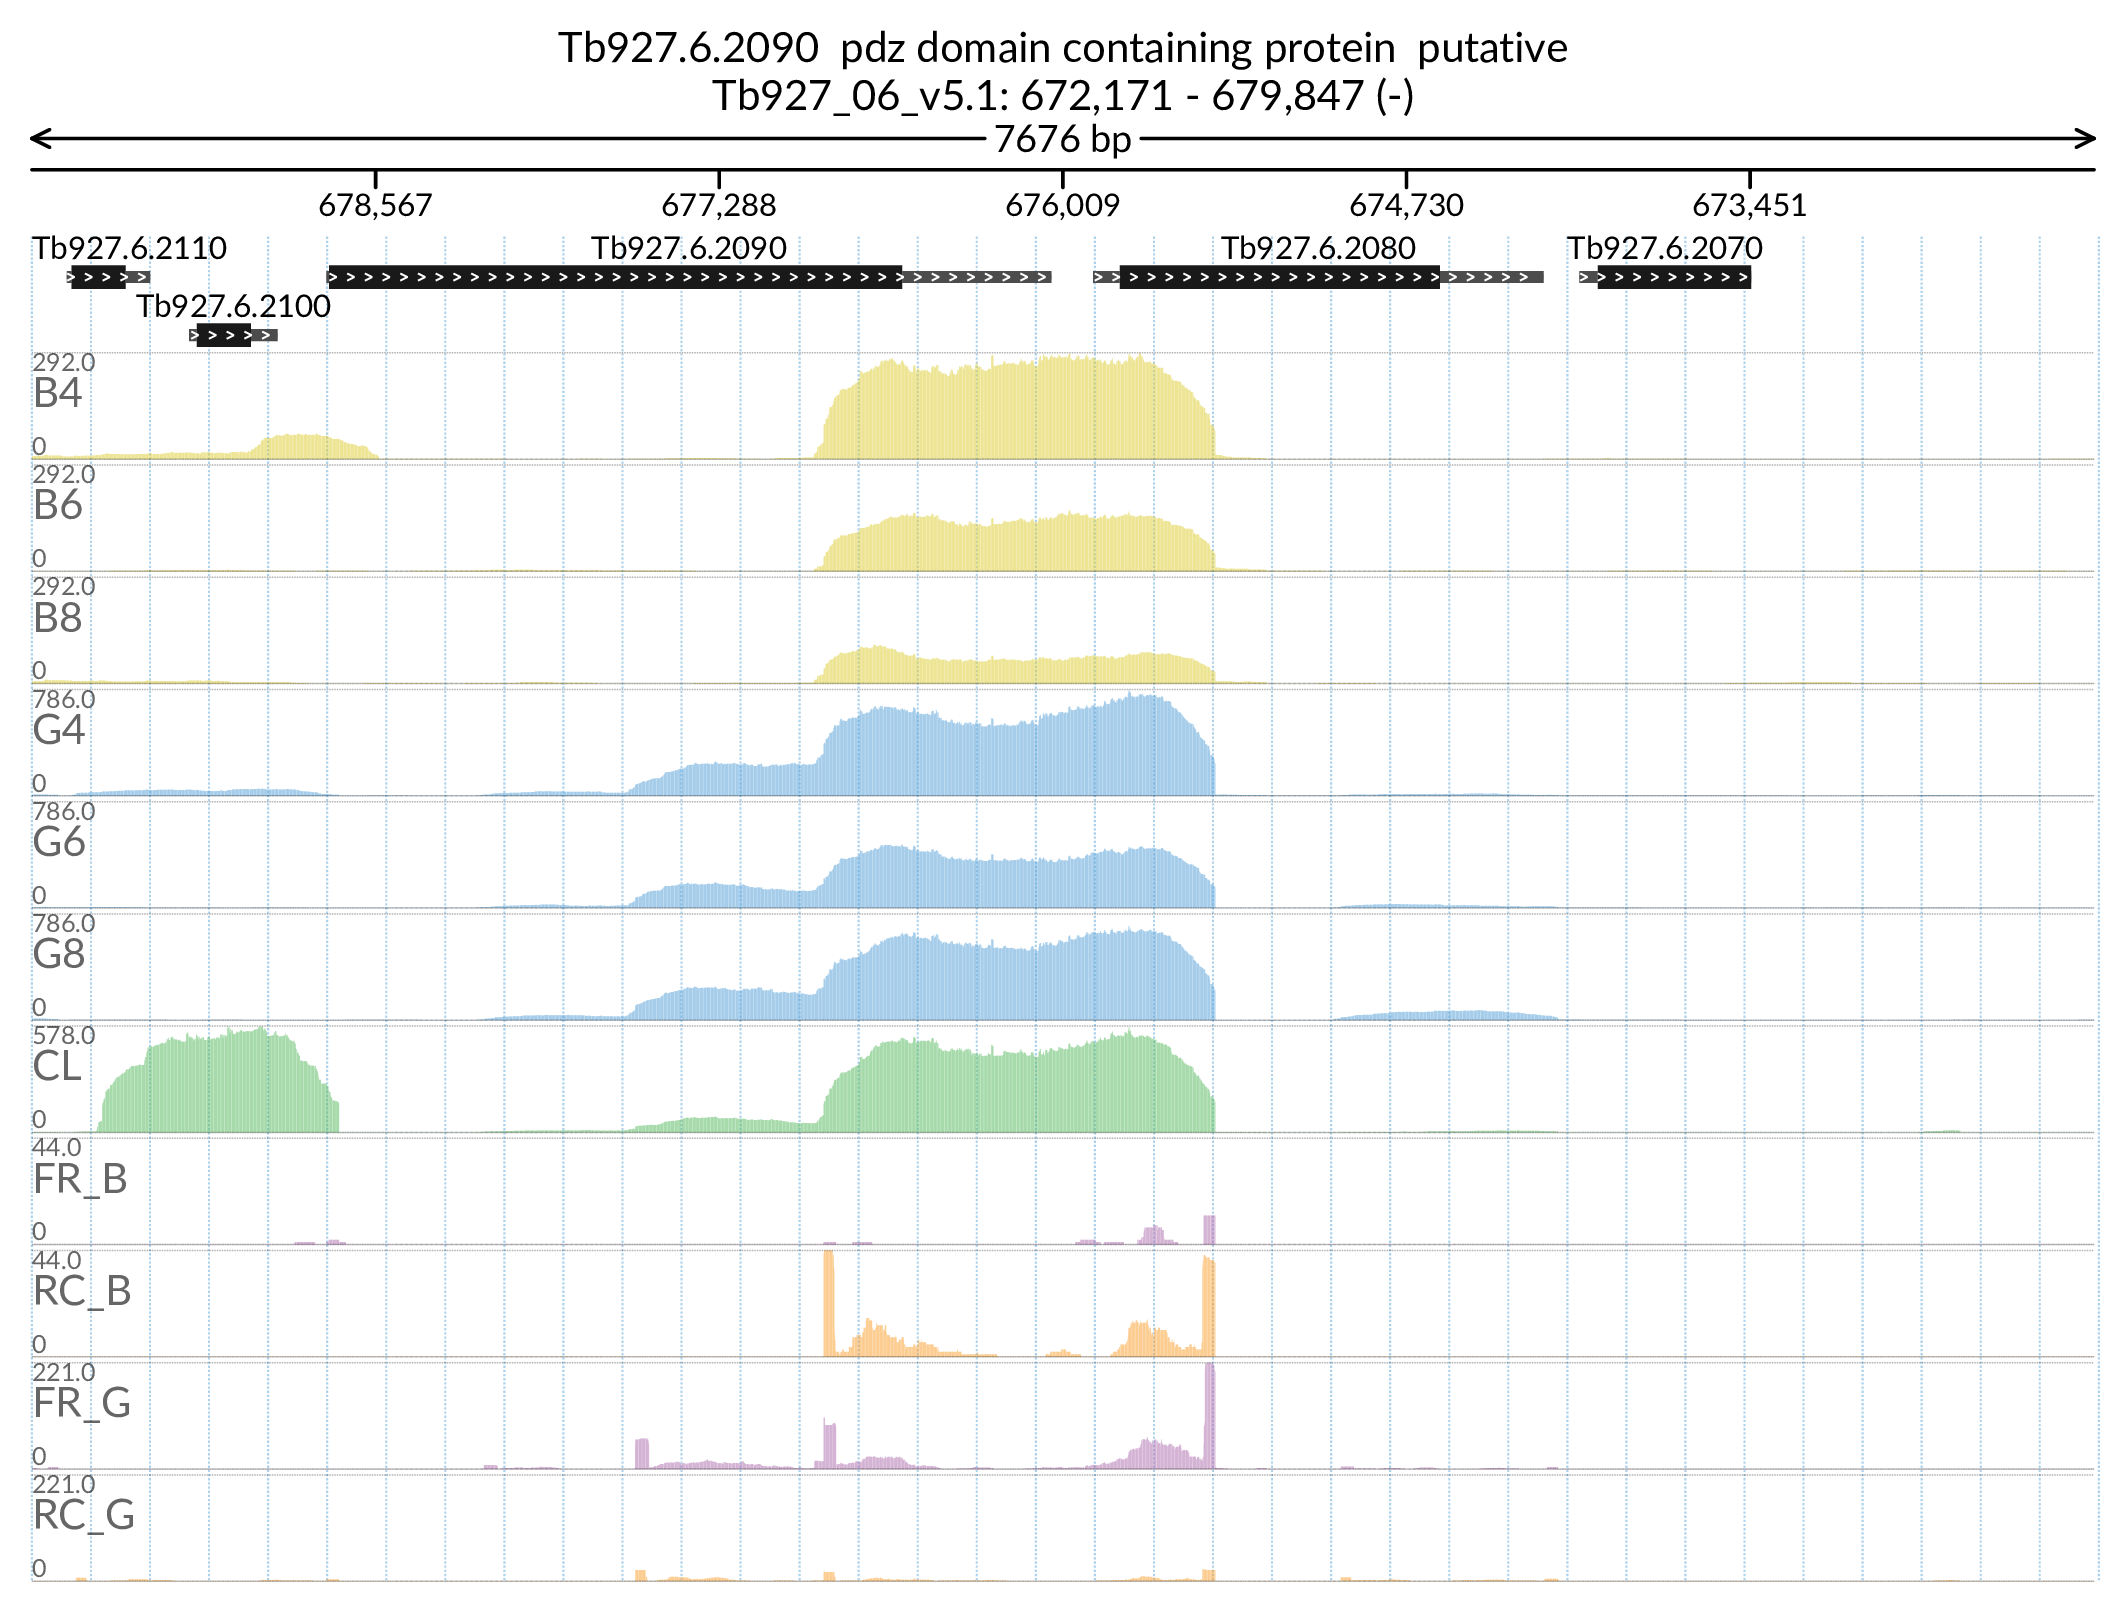 Tb927.6.2090  pdz domain containing protein  putative
Tb927_06_v5.1: 672,171 - 679,847 (-)
7676 bp
678,567 677,288 676,009 674,730 673,451
Tb927.6.2110 Tb927.6.2090 Tb927.6.2080 Tb927.6.2070
Tb927.6.2100
292.0
B4
0
292.0
B6
0
292.0
B8
0
786.0
G4
0
786.0
G6
0
786.0
G8
0
578.0
CL
0
44.0
FR_B
0
44.0
RC_B
0
221.0
FR_G
0
221.0
RC_G
0